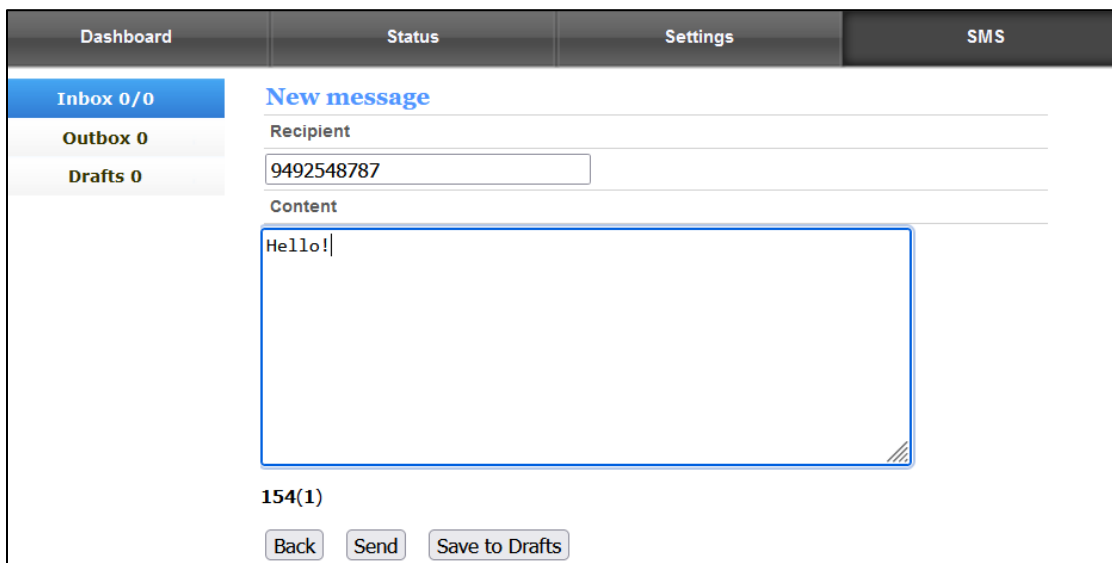 Dashboard Status Settings SMS
Inbox 0/0
Outbox 0
Drafts 0
New message
Recipient
9492548787
Content
Hello!
154(1)
Back Send Save to Drafts